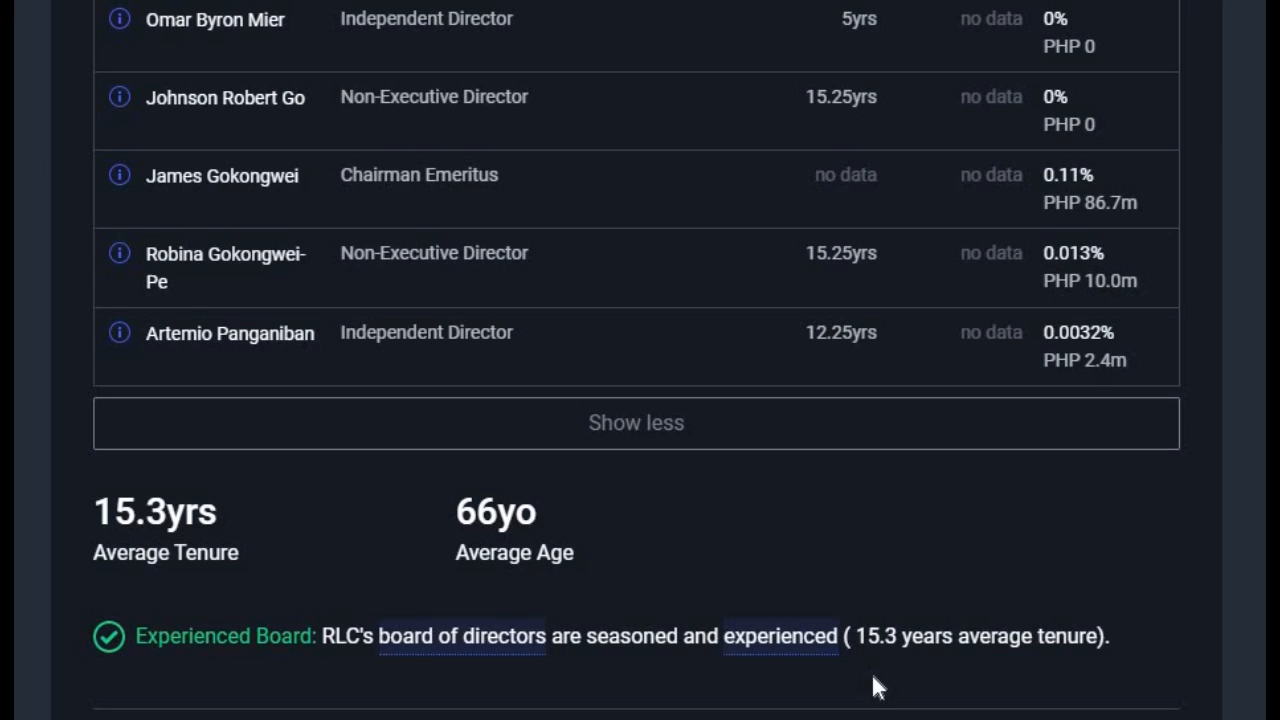 Omar Byron Mier Independent Director 5yrs no data 0%
PHP 0
Johnson Robert Go Non-Executive Director 15.25yrs no data 0%
PHP 0
James Gokongwei Chairman Emeritus no data no data 0.11%
PHP 86.7m
Robina Gokongwei- Non-Executive Director 15.25yrs no data 0.013%
Pe PHP 10.0m
Artemio Panganiban Independent Director 12.25yrs no data 0.0032%
PHP 2.4m
Show less
15.3yrs 66yo
Average Tenure Average Age
Experienced Board: RLC's board of directors are seasoned and experienced ( 15.3 years average tenure).